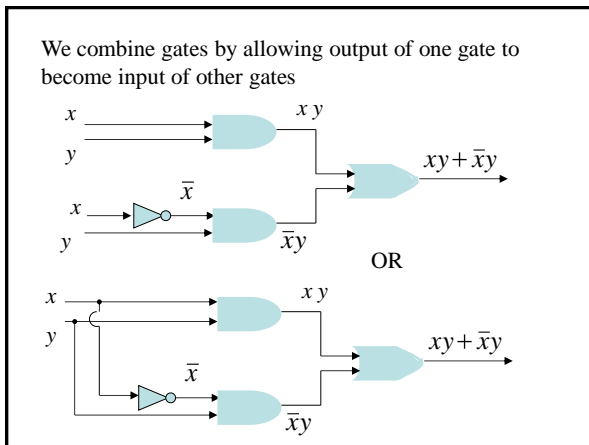 We combine gates by allowing output of one gate to
become input of other gates
x
y
x y
x
y
x̄
x̄y
xy + x̄y
OR
x
y
x y
x̄
x̄y
xy + x̄y